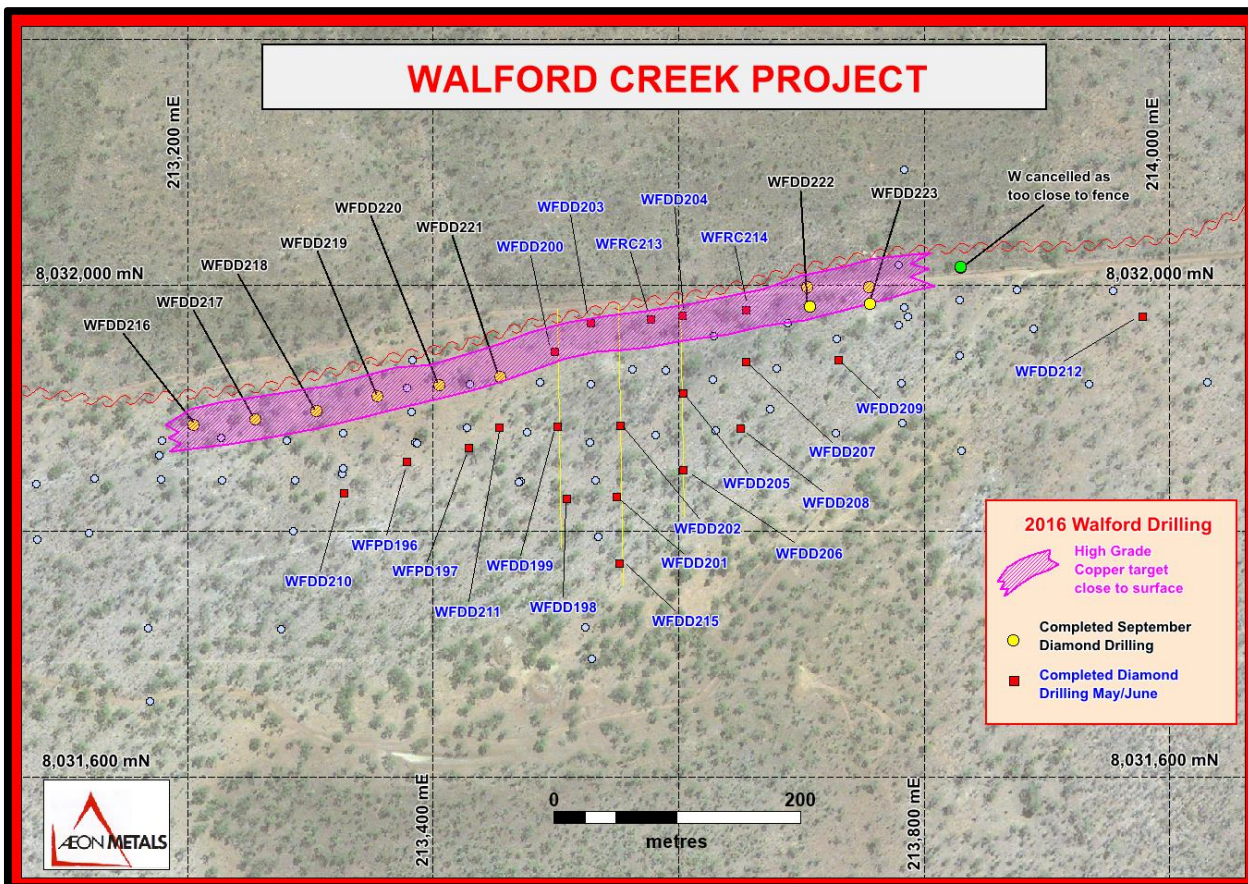 WALFORD CREEK PROJECT
213,200 mE
214,000 mE
W cancelled as
too close to fence
WFDD222
WFDD223
WFDD204
WFDD203
WFDD220
WFRC213
WFRC214
WFDD221
WFDD200
WFDD219
WFDD218
WFDD217
WFDD216
8,032,000 mN
8,032,000 mN
WFDD212
WFDD209
WFDD207
WFDD205
WFDD208
WFDD202
WFDD206
WFPD196
WFDD201
WFDD199
WFPD197
WFDD210
WFDD198
WFDD211
WFDD215
2016 Walford Drilling
High Grade
Copper target
close to surface
Completed September
Diamond Drilling
Completed Diamond
Drilling May/June
8,031,600 mN
8,031,600 mN
213,400 mE
213,800 mE
0
200
metres
ÆON METALS